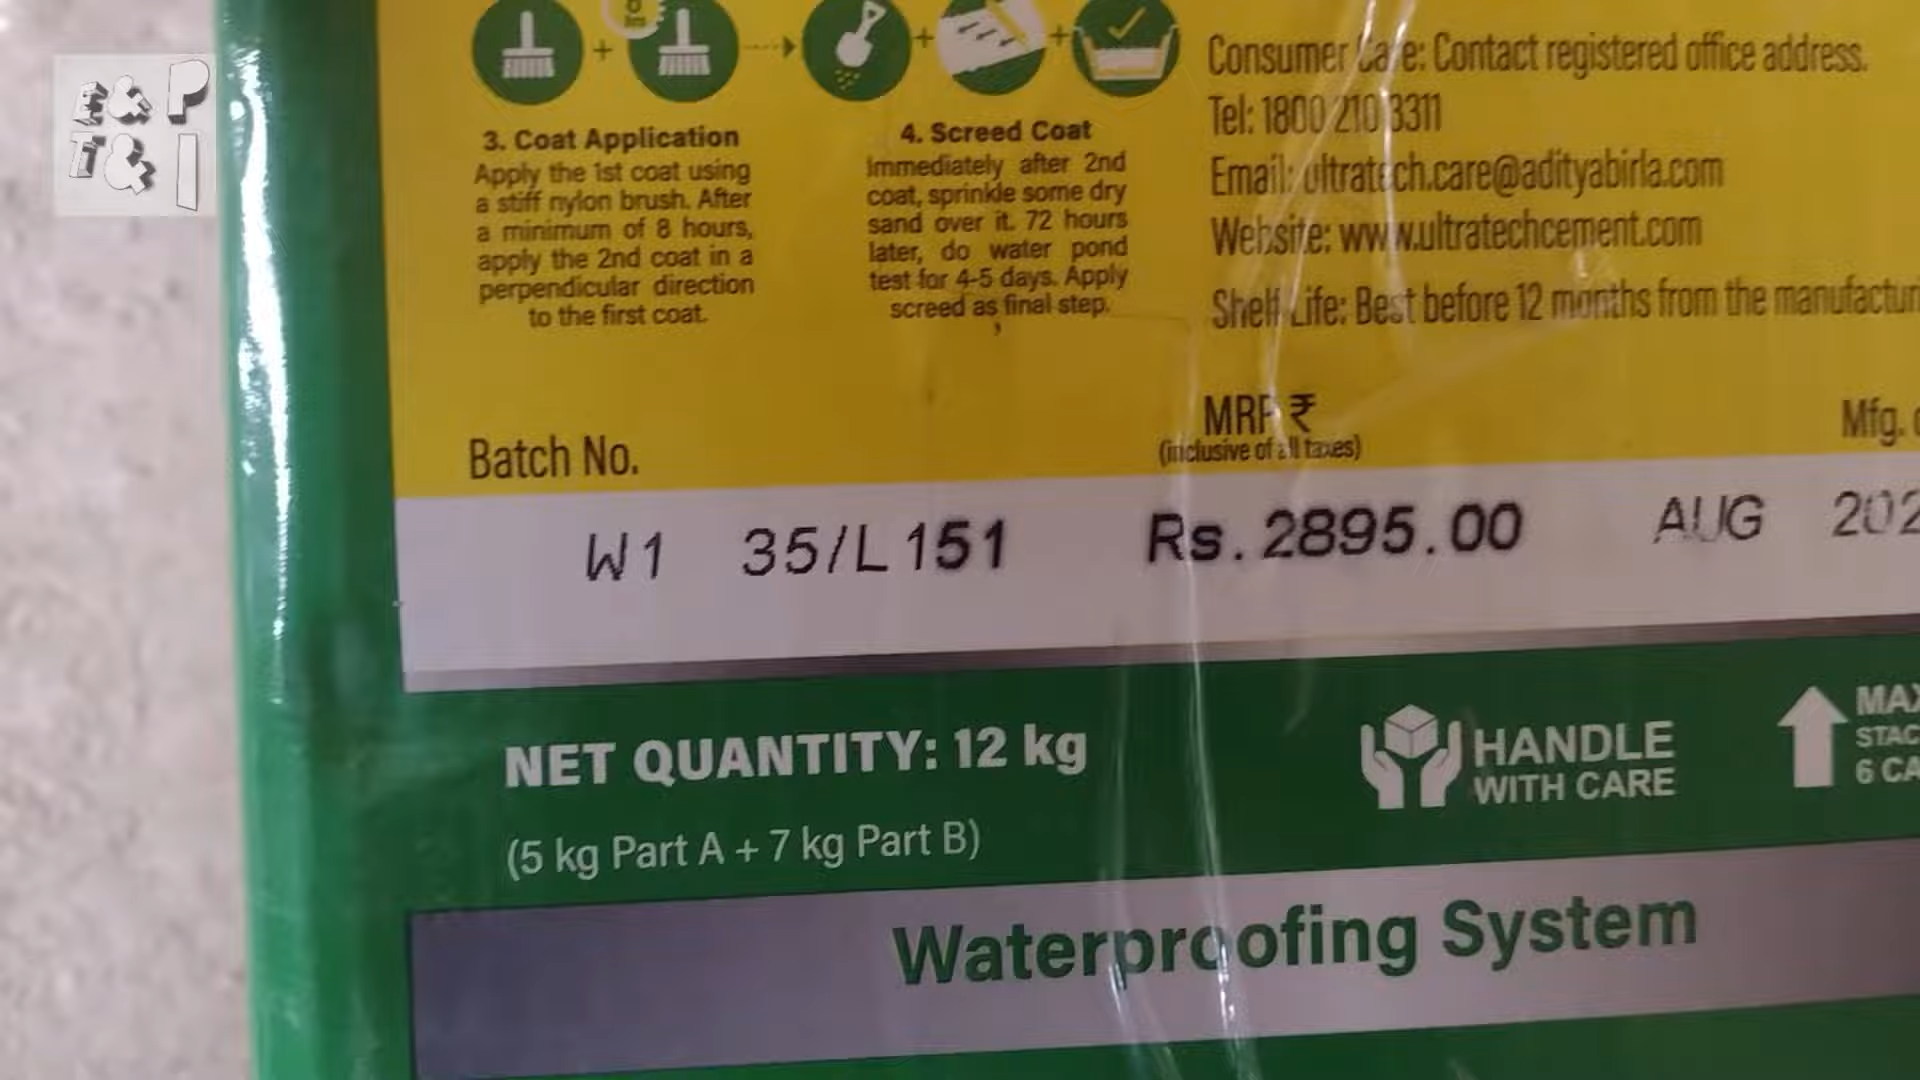 E&P
T&I
3. Coat Application
Apply the 1st coat using
a stiff nylon brush. After
a minimum of 8 hours,
apply the 2nd coat in a
perpendicular direction
to the first coat.
4. Screed Coat
Immediately after 2nd
coat, sprinkle some dry
sand over it. 72 hours
later, do water pond
test for 4-5 days. Apply
screed as final step.
Consumer Care: Contact registered office address.
Tel: 1800 210 3311
Email: ultratech.care@adityabirla.com
Website: www.ultratechcement.com
Shelf Life: Best before 12 months from the
Batch No.
MRP ₹
(inclusive of all taxes)
Mfg.
W1 35/L151
Rs.2895.00
AUG
NET QUANTITY: 12 kg
(5 kg Part A + 7 kg Part B)
HANDLE
WITH CARE
Waterproofing System